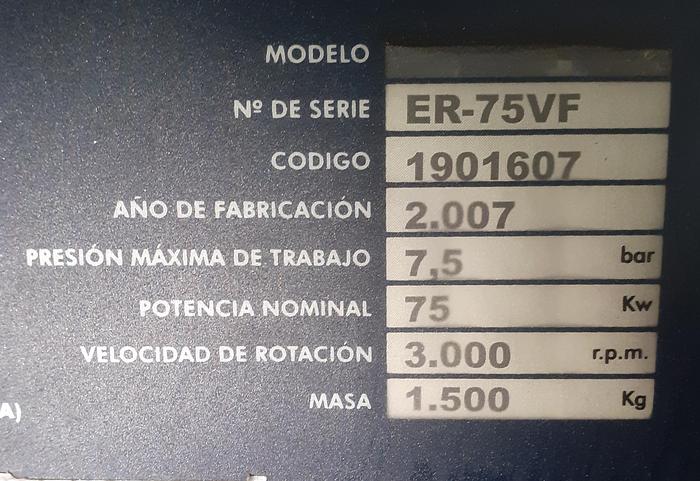 MODELO
Nº DE SERIE ER-75VF
CODIGO 1901607
AÑO DE FABRICACIÓN 2.007
PRESIÓN MÁXIMA DE TRABAJO 7,5 bar
POTENCIA NOMINAL 75 Kw
VELOCIDAD DE ROTACIÓN 3.000 r.p.m.
MASA 1.500 Kg
A)